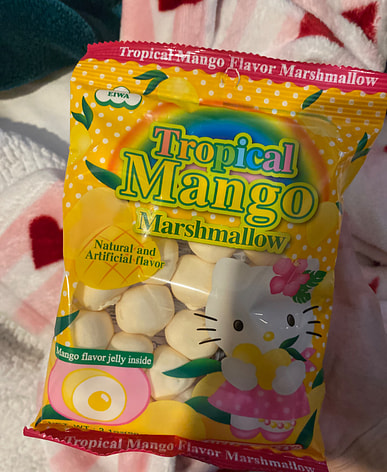 Tropical Mango Flavor Marshmallow
EIWA
Tropical
Mango
Marshmallow
Natural and
Artificial flavor
Mango flavor jelly inside
Tropical Mango Flavor Marshmallow